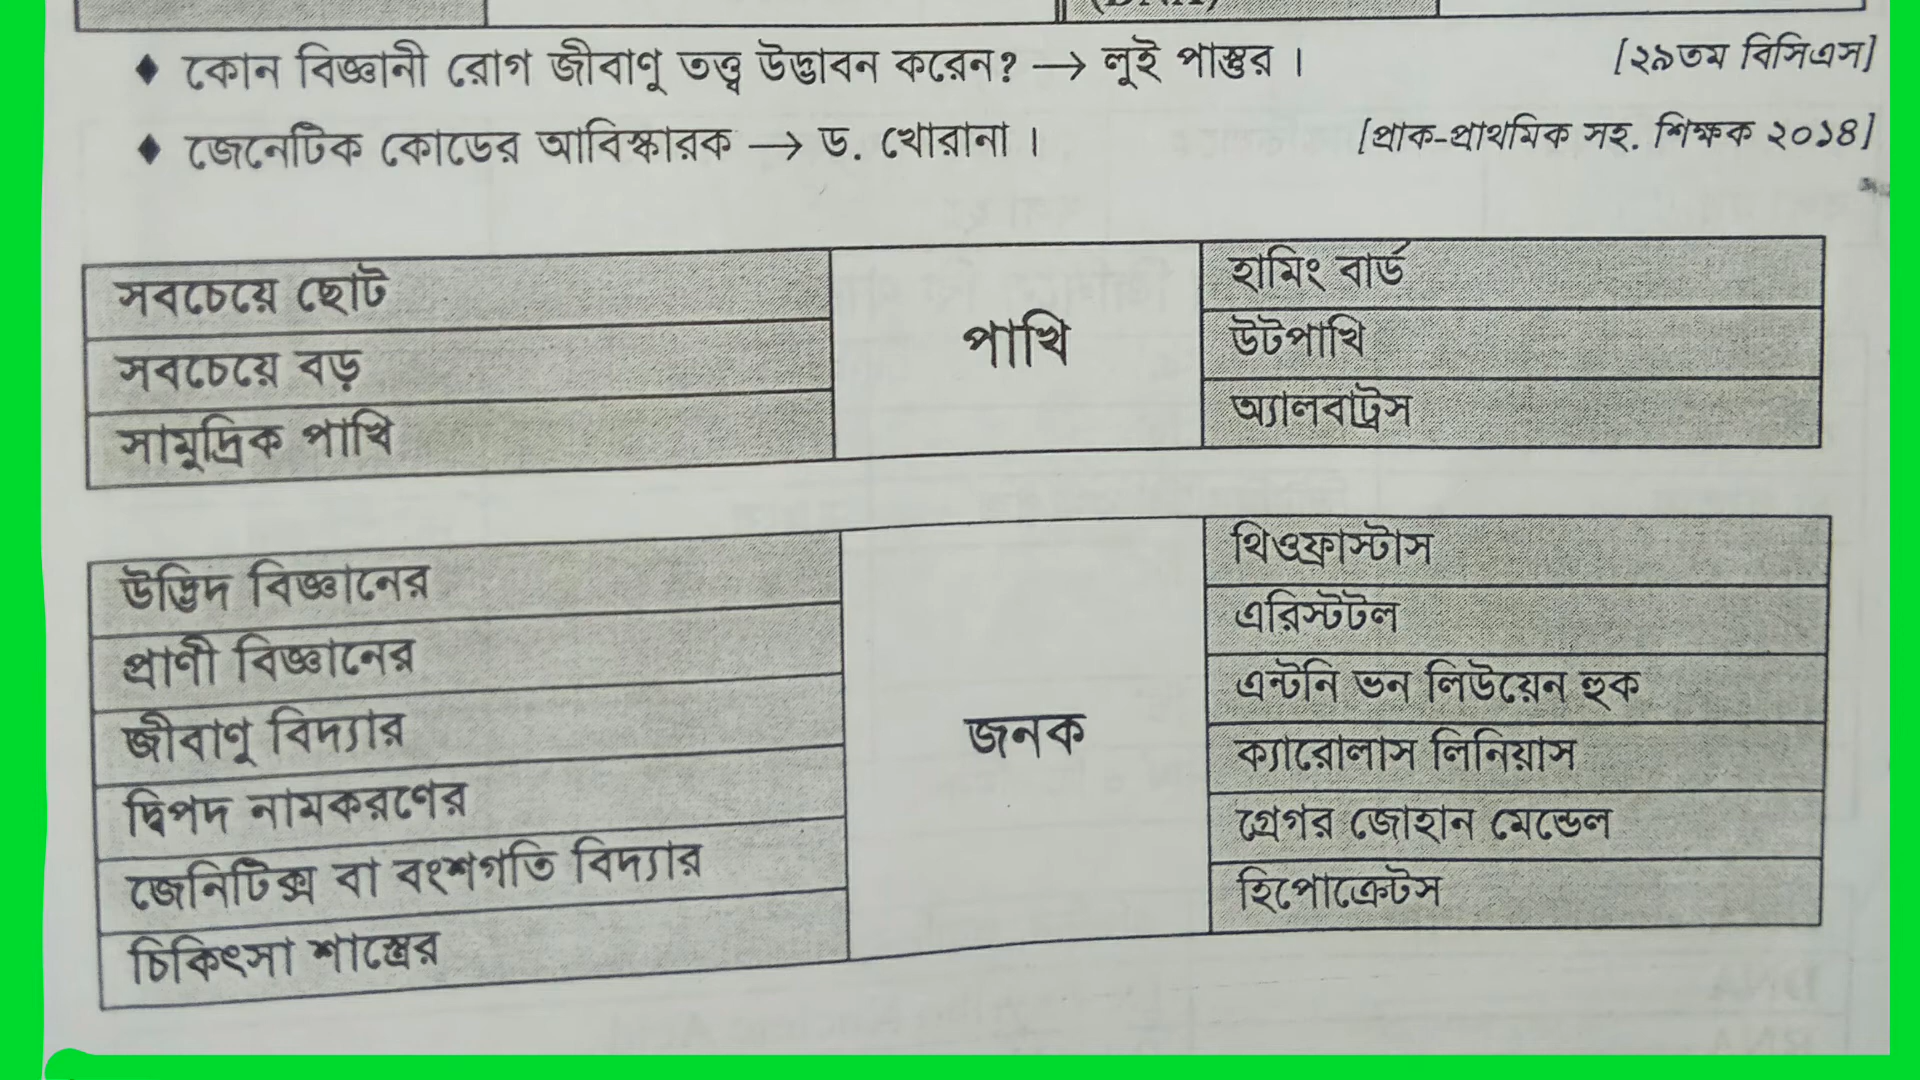 (DNA)
♦ কোন বিজ্ঞানী রোগ জীবাণু তত্ত্ব উদ্ভাবন করেন? → লুই পাস্তুর। [২৯তম বিসিএস]
♦ জেনেটিক কোডের আবিস্কারক → ড. খোরানা। [প্রাক-প্রাথমিক সহ. শিক্ষক ২০১৪]
সবচেয়ে ছোট
সবচেয়ে বড়
সামুদ্রিক পাখি
পাখি
হামিং বার্ড
উটপাখি
অ্যালবাট্রস
উদ্ভিদ বিজ্ঞানের
প্রাণী বিজ্ঞানের
জীবাণু বিদ্যার
দ্বিপদ নামকরণের
জেনিটিক্স বা বংশগতি বিদ্যার
চিকিৎসা শাস্ত্রের
জনক
থিওফ্রাস্টাস
এরিস্টটল
এন্টনি ভন লিউয়েন হুক
ক্যারোলাস লিনিয়াস
গ্রেগর জোহান মেন্ডেল
হিপোক্রেটস